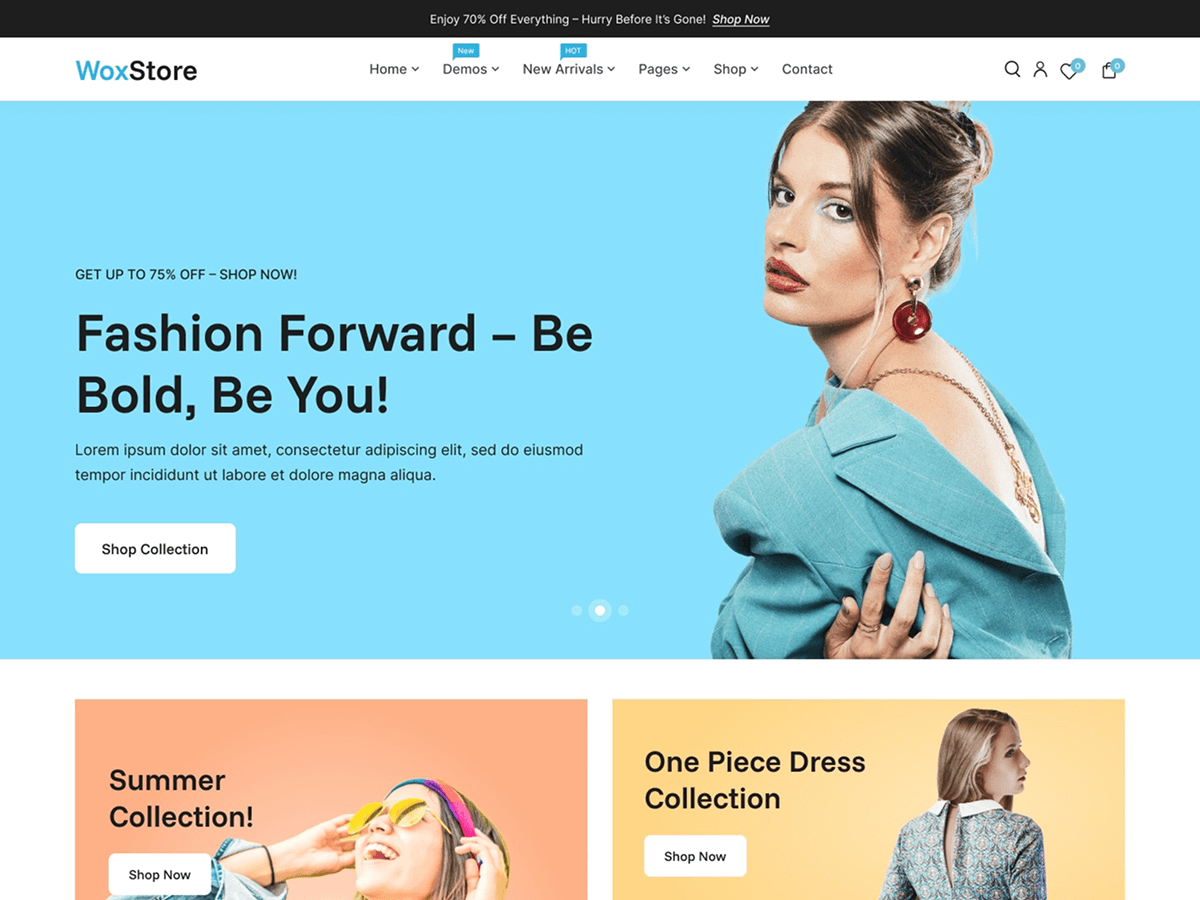 Enjoy 70% Off Everything – Hurry Before It's Gone! Shop Now
WoxStore
New
HOT
Home Demos New Arrivals Pages Shop Contact
0
0
GET UP TO 75% OFF – SHOP NOW!
Fashion Forward – Be
Bold, Be You!
Lorem ipsum dolor sit amet, consectetur adipiscing elit, sed do eiusmod
tempor incididunt ut labore et dolore magna aliqua.
Shop Collection
Summer
Collection!
Shop Now
One Piece Dress
Collection
Shop Now